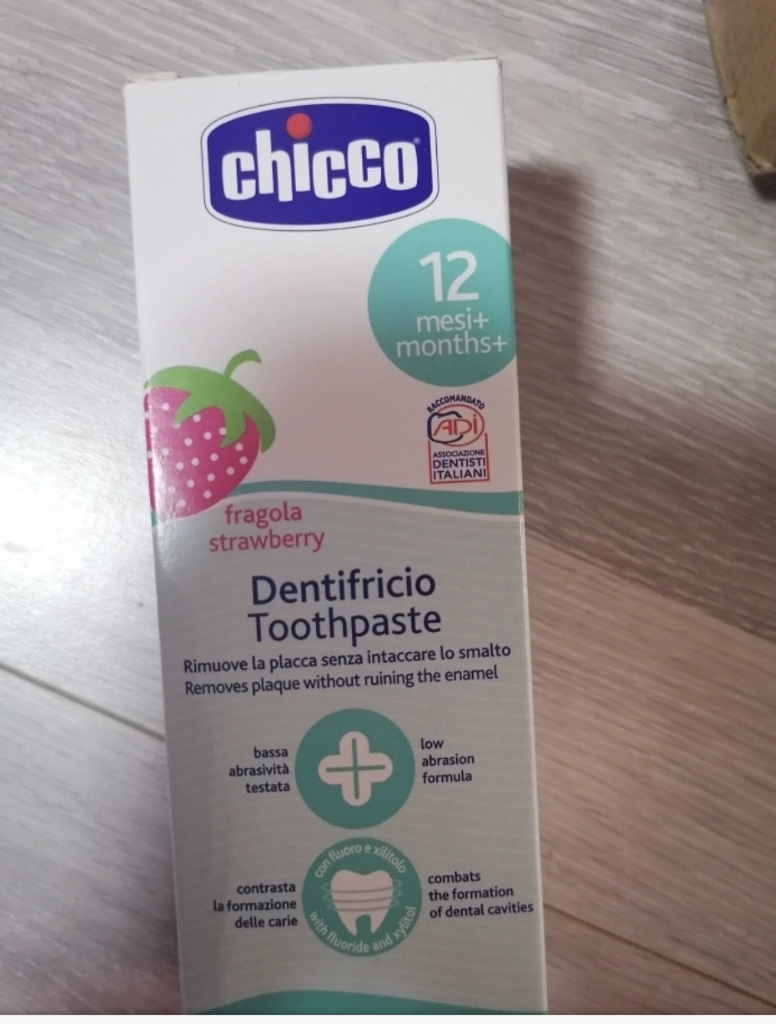 chicco
12
mesi+
months+
RACCOMANDATO
ADi
ASSOCIAZIONE
DENTISTI
ITALIANI
fragola
strawberry
Dentifricio
Toothpaste
Rimuove la placca senza intaccare lo smalto
Removes plaque without ruining the enamel
bassa
abrasività
testata
low
abrasion
formula
con fluoro e xilitolo
with fluoride and xylitol
contrasta
la formazione
delle carie
combats
the formation
of dental cavities